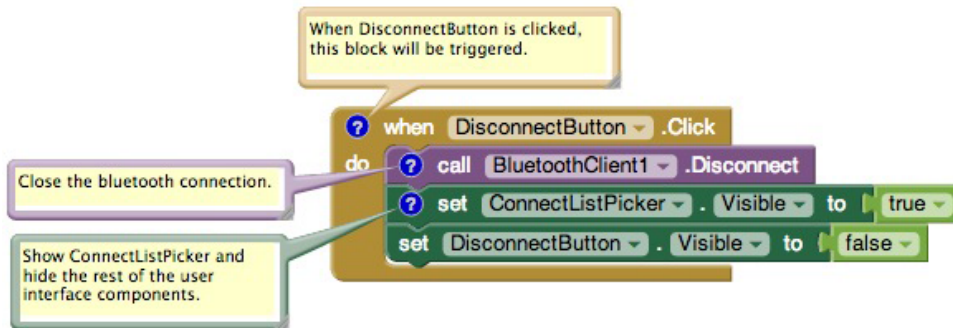 When DisconnectButton is clicked,
this block will be triggered.
? when DisconnectButton .Click
do ? call BluetoothClient1 .Disconnect
Close the bluetooth connection.
? set ConnectListPicker . Visible to true
set DisconnectButton . Visible to false
Show ConnectListPicker and
hide the rest of the user
interface components.